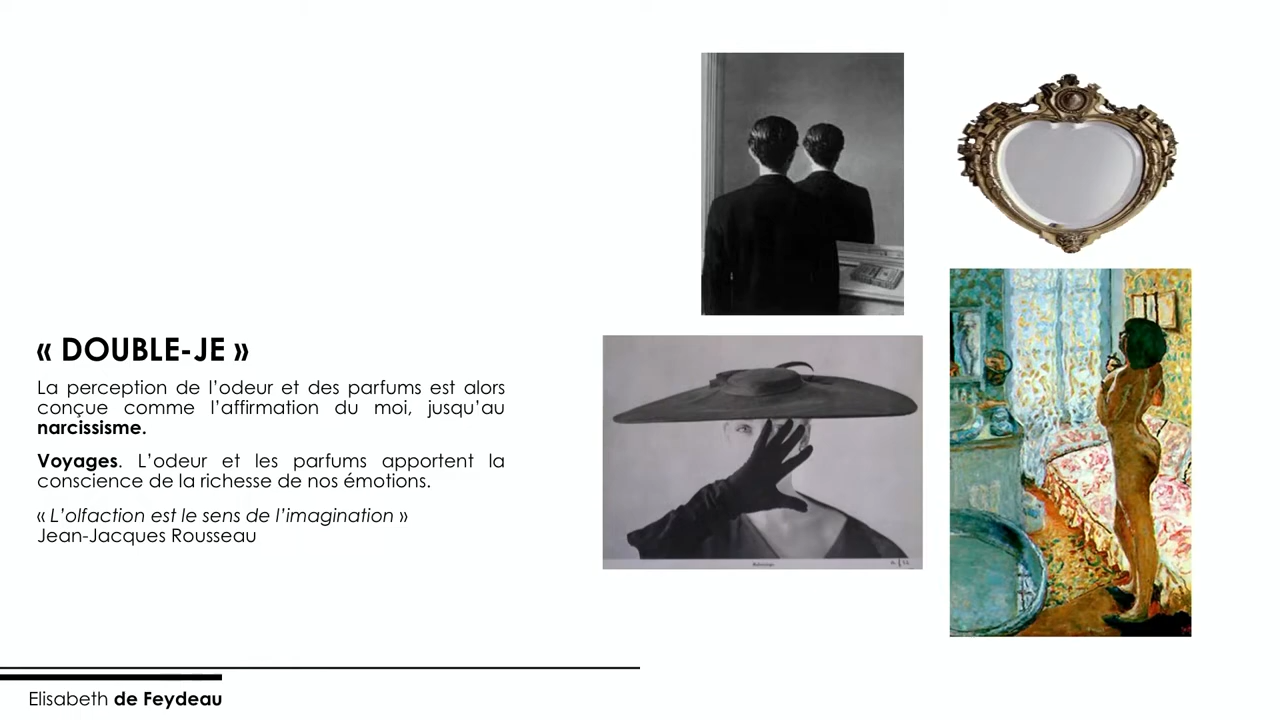 « DOUBLE-JE »
La perception de l’odeur et des parfums est alors
conçue comme l’affirmation du moi, jusqu’au
narcissisme.
Voyages. L’odeur et les parfums apportent la
conscience de la richesse de nos émotions.
« L’olfaction est le sens de l’imagination »
Jean-Jacques Rousseau
Elisabeth de Feydeau